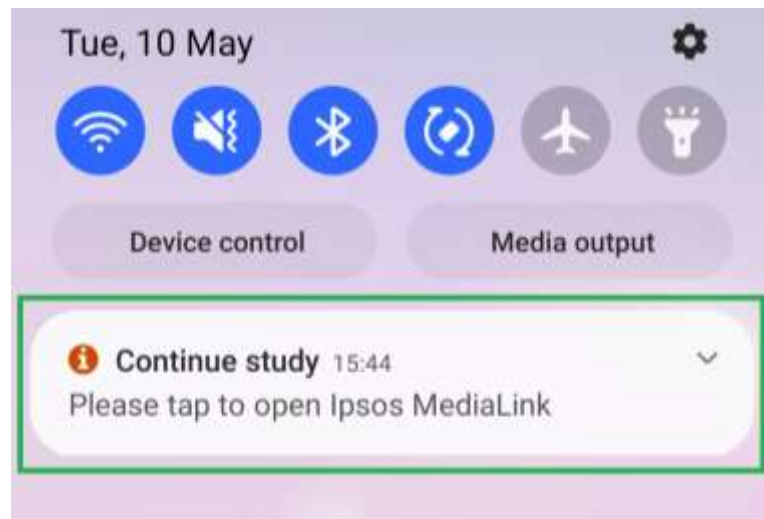 Tue, 10 May
Device control
Media output
Continue study 15:44
Please tap to open Ipsos MediaLink